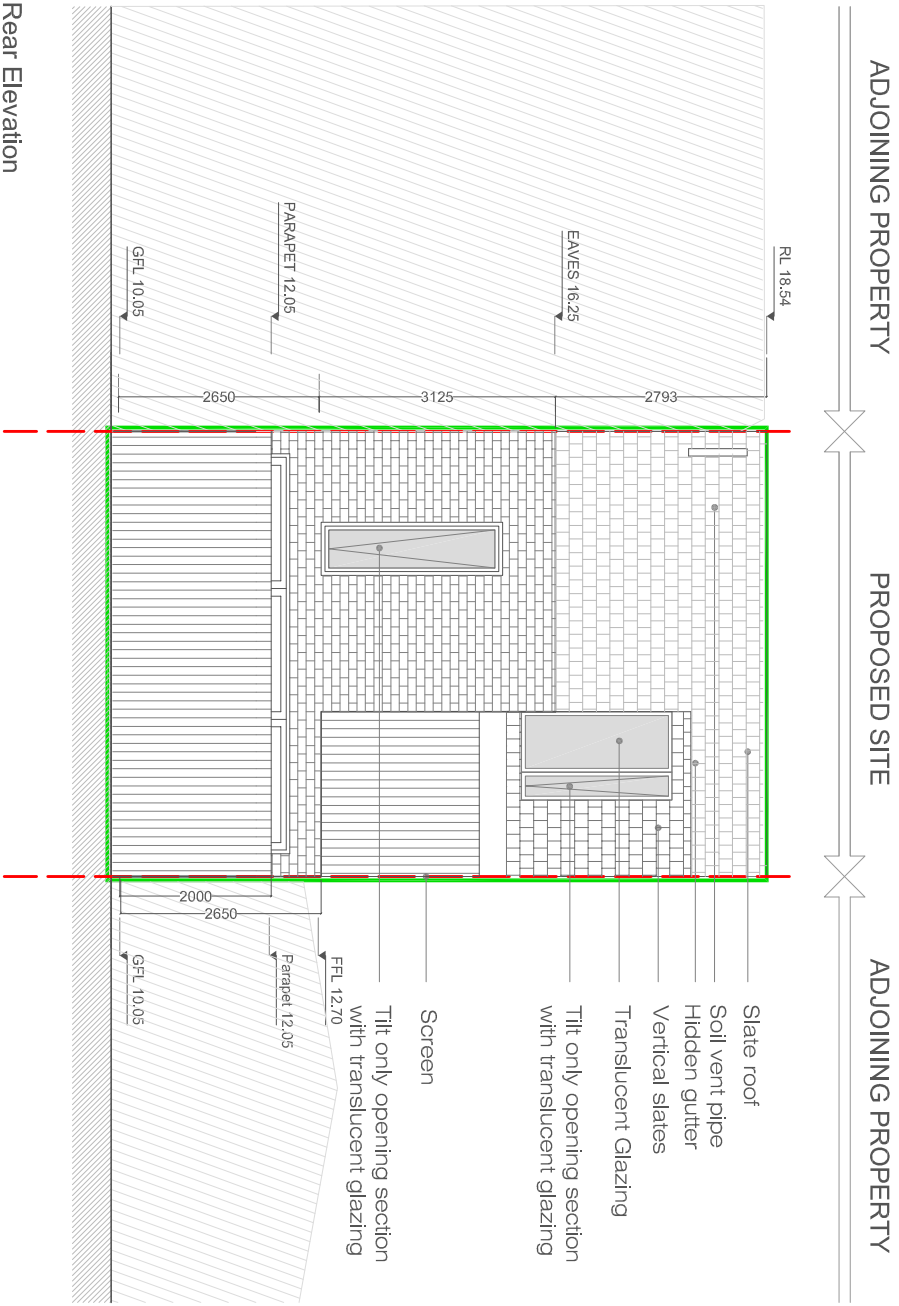 ADJOINING PROPERTY
PROPOSED SITE
ADJOINING PROPERTY
RL 18.54
EAVES 16.25
PARAPET 12.05
GFL 10.05
2793
3125
2650
Slate roof
Soil vent pipe
Hidden gutter
Vertical slates
Translucent Glazing
Tilt only opening section
with translucent glazing
Screen
Tilt only opening section
with translucent glazing
FFL 12.70
Parapet 12.05
GFL 10.05
2000
2650
Rear Elevation